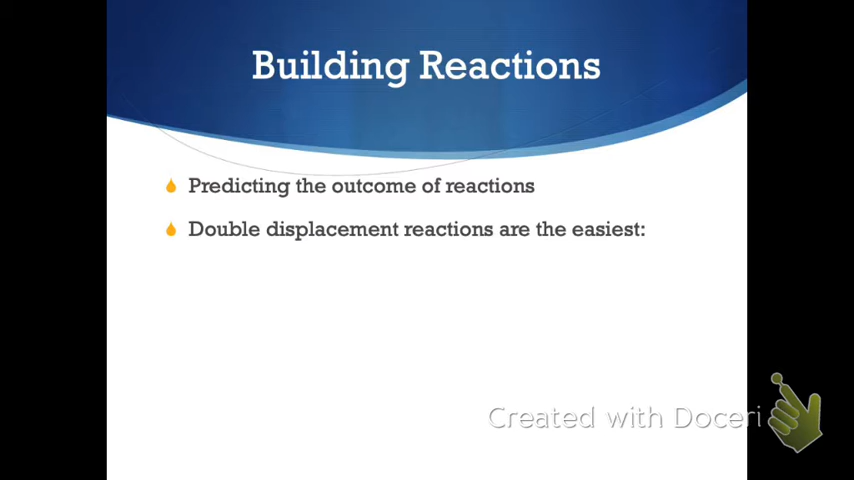 Building Reactions
Predicting the outcome of reactions
Double displacement reactions are the easiest:
Created with Doceri